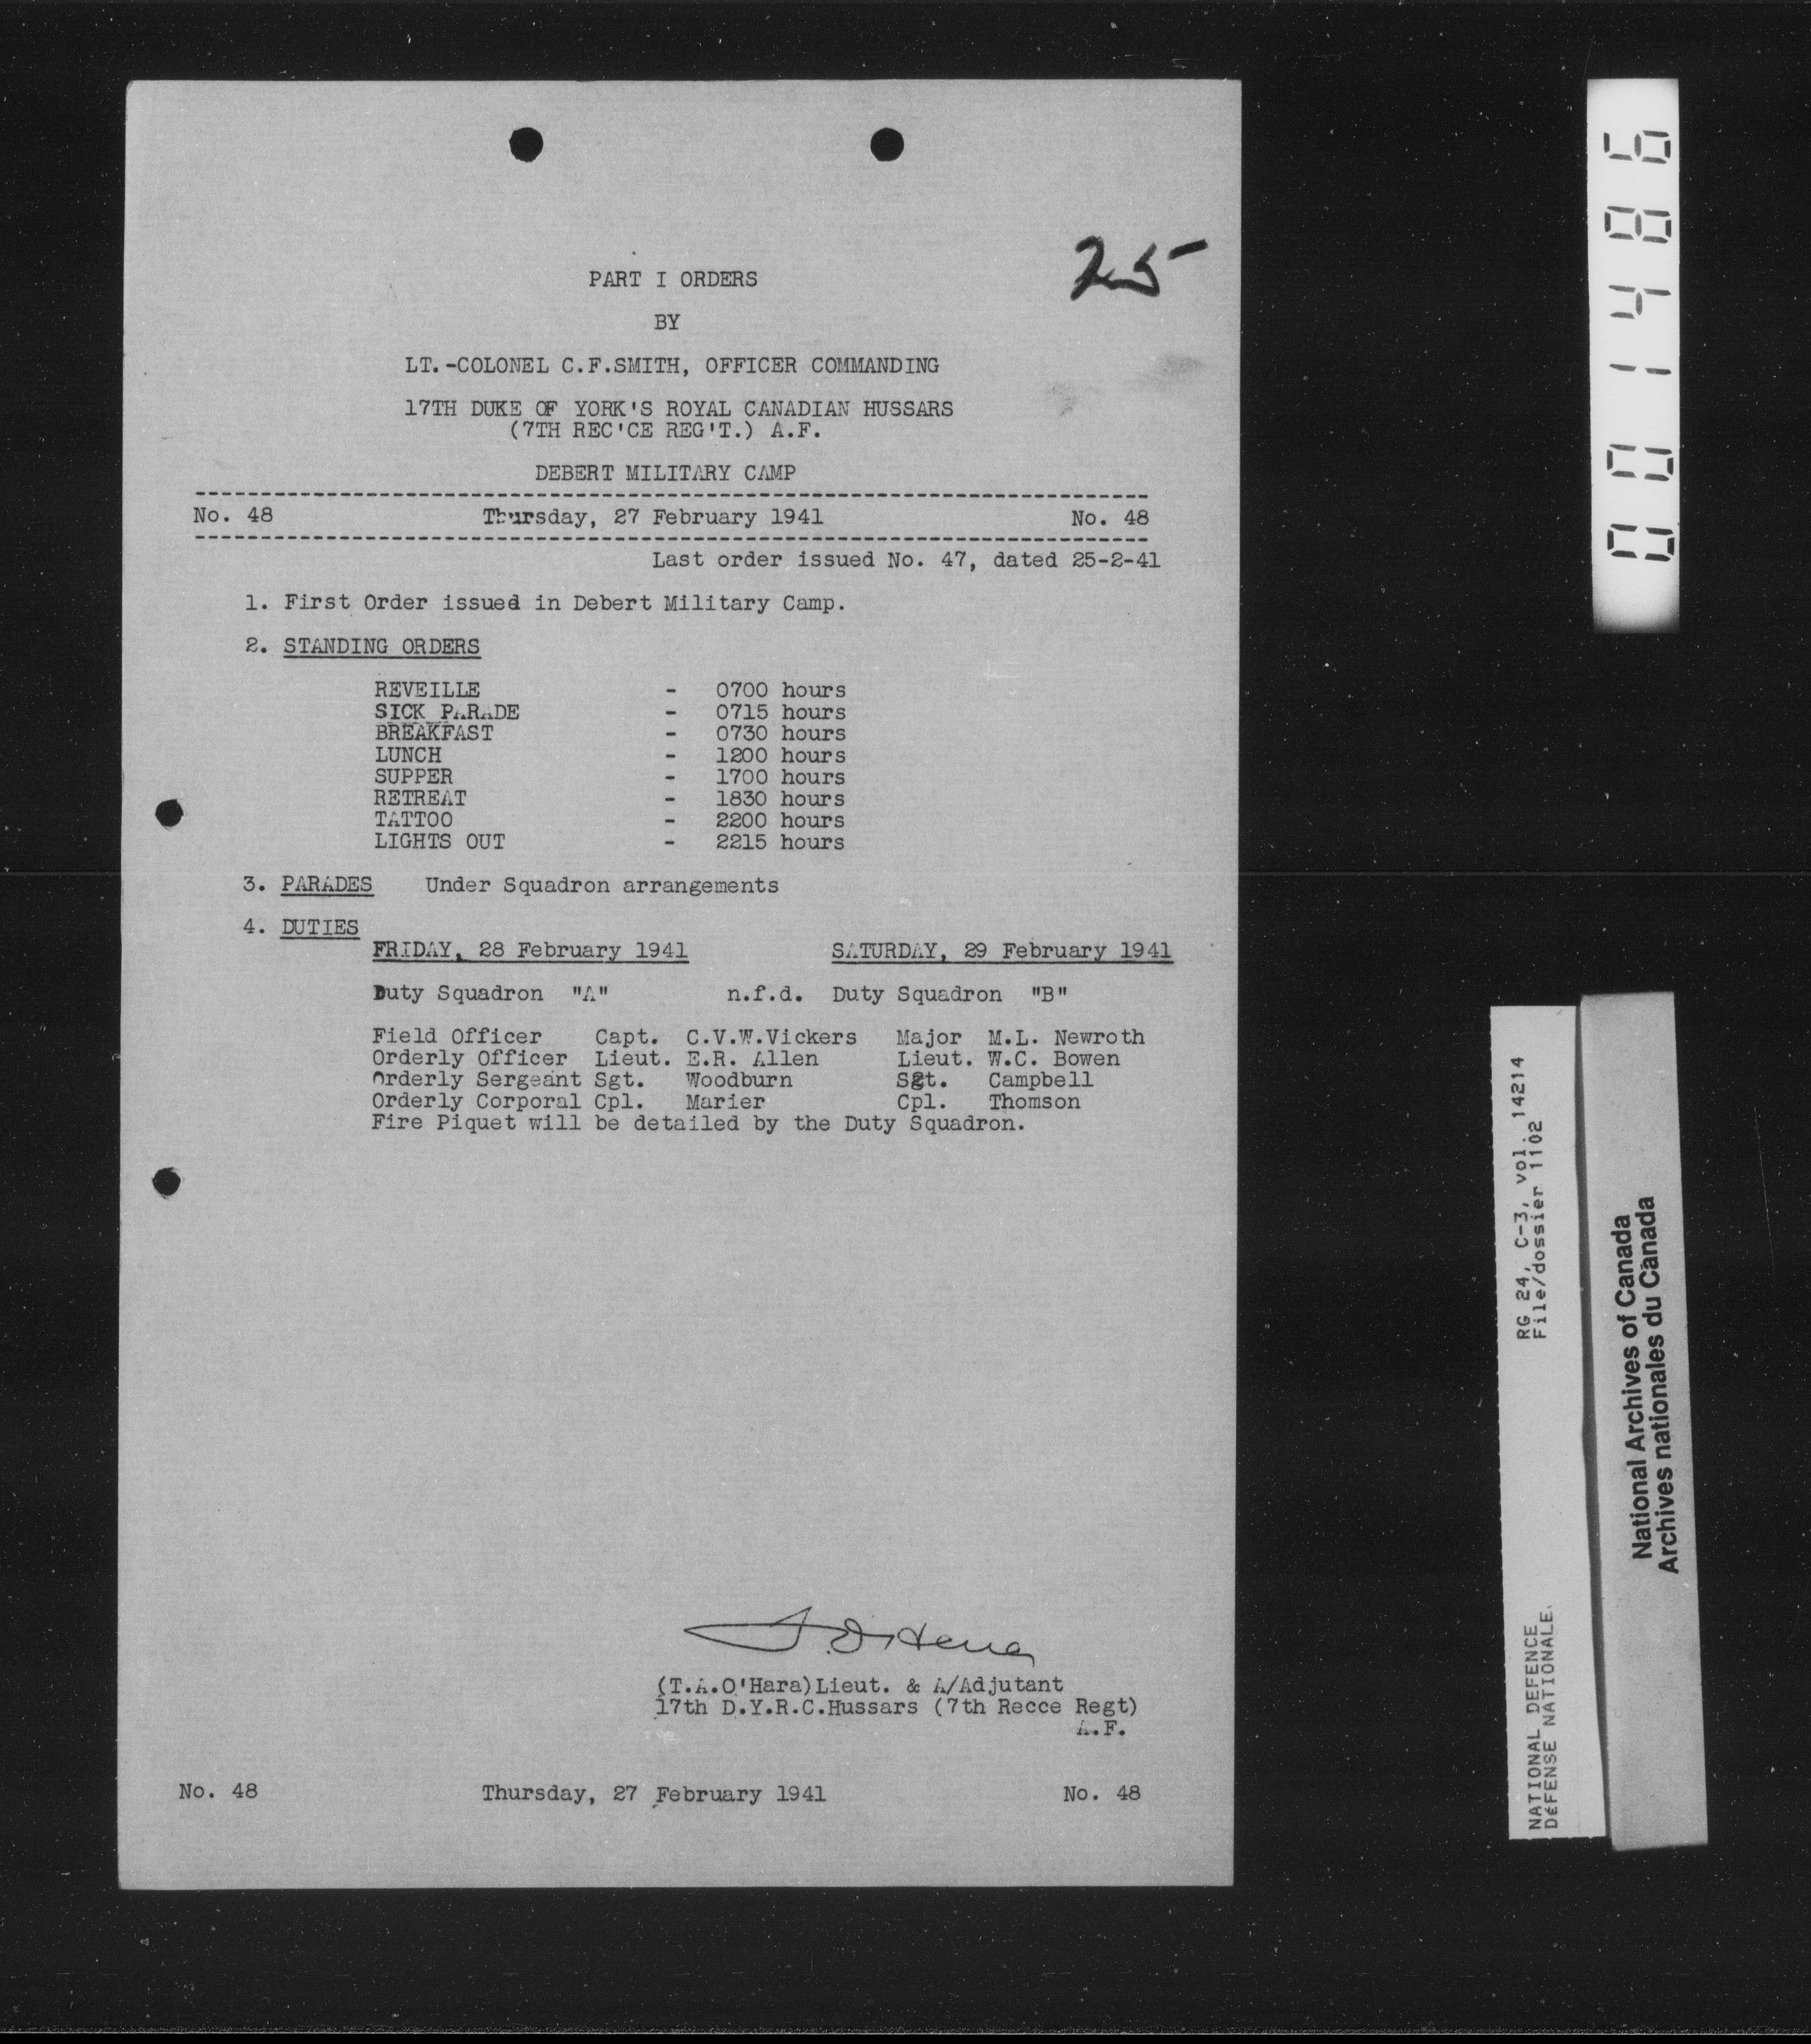 25
PART I ORDERS
BY
LT.-COLONEL C.F.SMITH, OFFICER COMMANDING
17TH DUKE OF YORK'S ROYAL CANADIAN HUSSARS
(7TH REC'CE REG'T.) A.F.
DEBERT MILITARY CAMP
No. 48 Thursday, 27 February 1941 No. 48
Last order issued No. 47, dated 25-2-41
1. First Order issued in Debert Military Camp.
2. STANDING ORDERS
REVEILLE - 0700 hours
SICK PARADE - 0715 hours
BREAKFAST - 0730 hours
LUNCH - 1200 hours
SUPPER - 1700 hours
RETREAT - 1830 hours
TATTOO - 2200 hours
LIGHTS OUT - 2215 hours
3. PARADES Under Squadron arrangements
4. DUTIES
FRIDAY, 28 February 1941 SATURDAY, 29 February 1941
Duty Squadron "A" n.f.d. Duty Squadron "B"
Field Officer Capt. C.V.W.Vickers Major M.L. Newroth
Orderly Officer Lieut. E.R. Allen Lieut. W.C. Bowen
Orderly Sergeant Sgt. Woodburn Sgt. Campbell
Orderly Corporal Cpl. Marier Cpl. Thomson
Fire Piquet will be detailed by the Duty Squadron.
(T.A.O'Hara)Lieut. & A/Adjutant
17th D.Y.R.C.Hussars (7th Recce Regt)
A.F.
No. 48 Thursday, 27 February 1941 No. 48
001486
NATIONAL DEFENCE RG 24, C-3, vol. 14214
DÉFENSE NATIONALE. File/dossier 1102
National Archives of Canada
Archives nationales du Canada